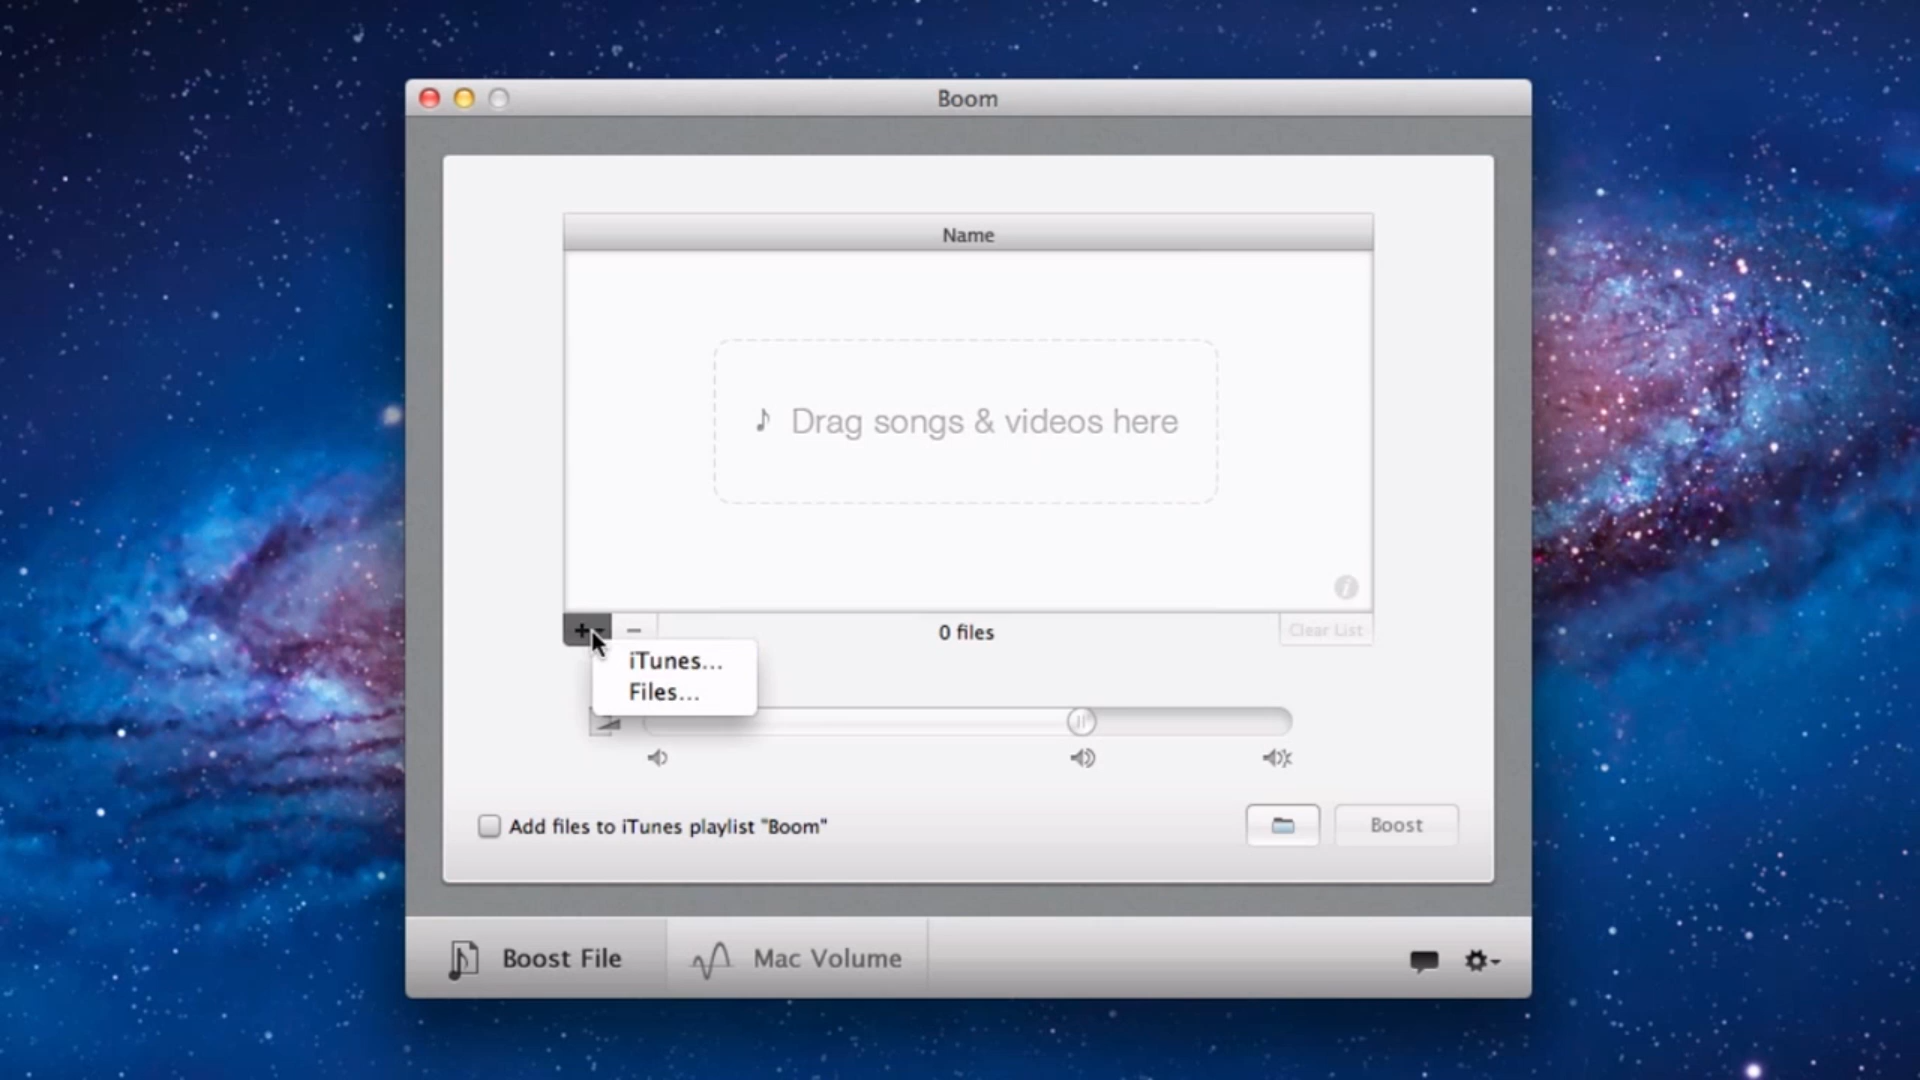 Boom
Name
Drag songs & videos here
0 files
Clear List
iTunes...
Files...
Add files to iTunes playlist "Boom"
Boost
Boost File
Mac Volume